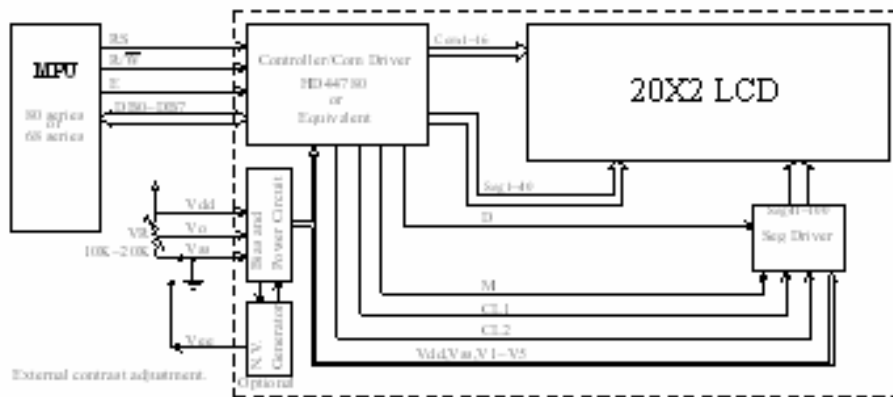 MPU
80 series
or
68 series
RS
R/W
E
DB0~DB7
Controller/Com Driver
HD44780
or
Equivalent
Com1~16
20X2 LCD
Seg1~40
D
Seg41~100
Seg Driver
Vdd
Vo
Vss
VR
10K~20K
Bias and
Power Circuit
M
CL1
CL2
Vdd,Vss,V1~V5
N.V.
Generator
Optional
Vee
External contrast adjustment.